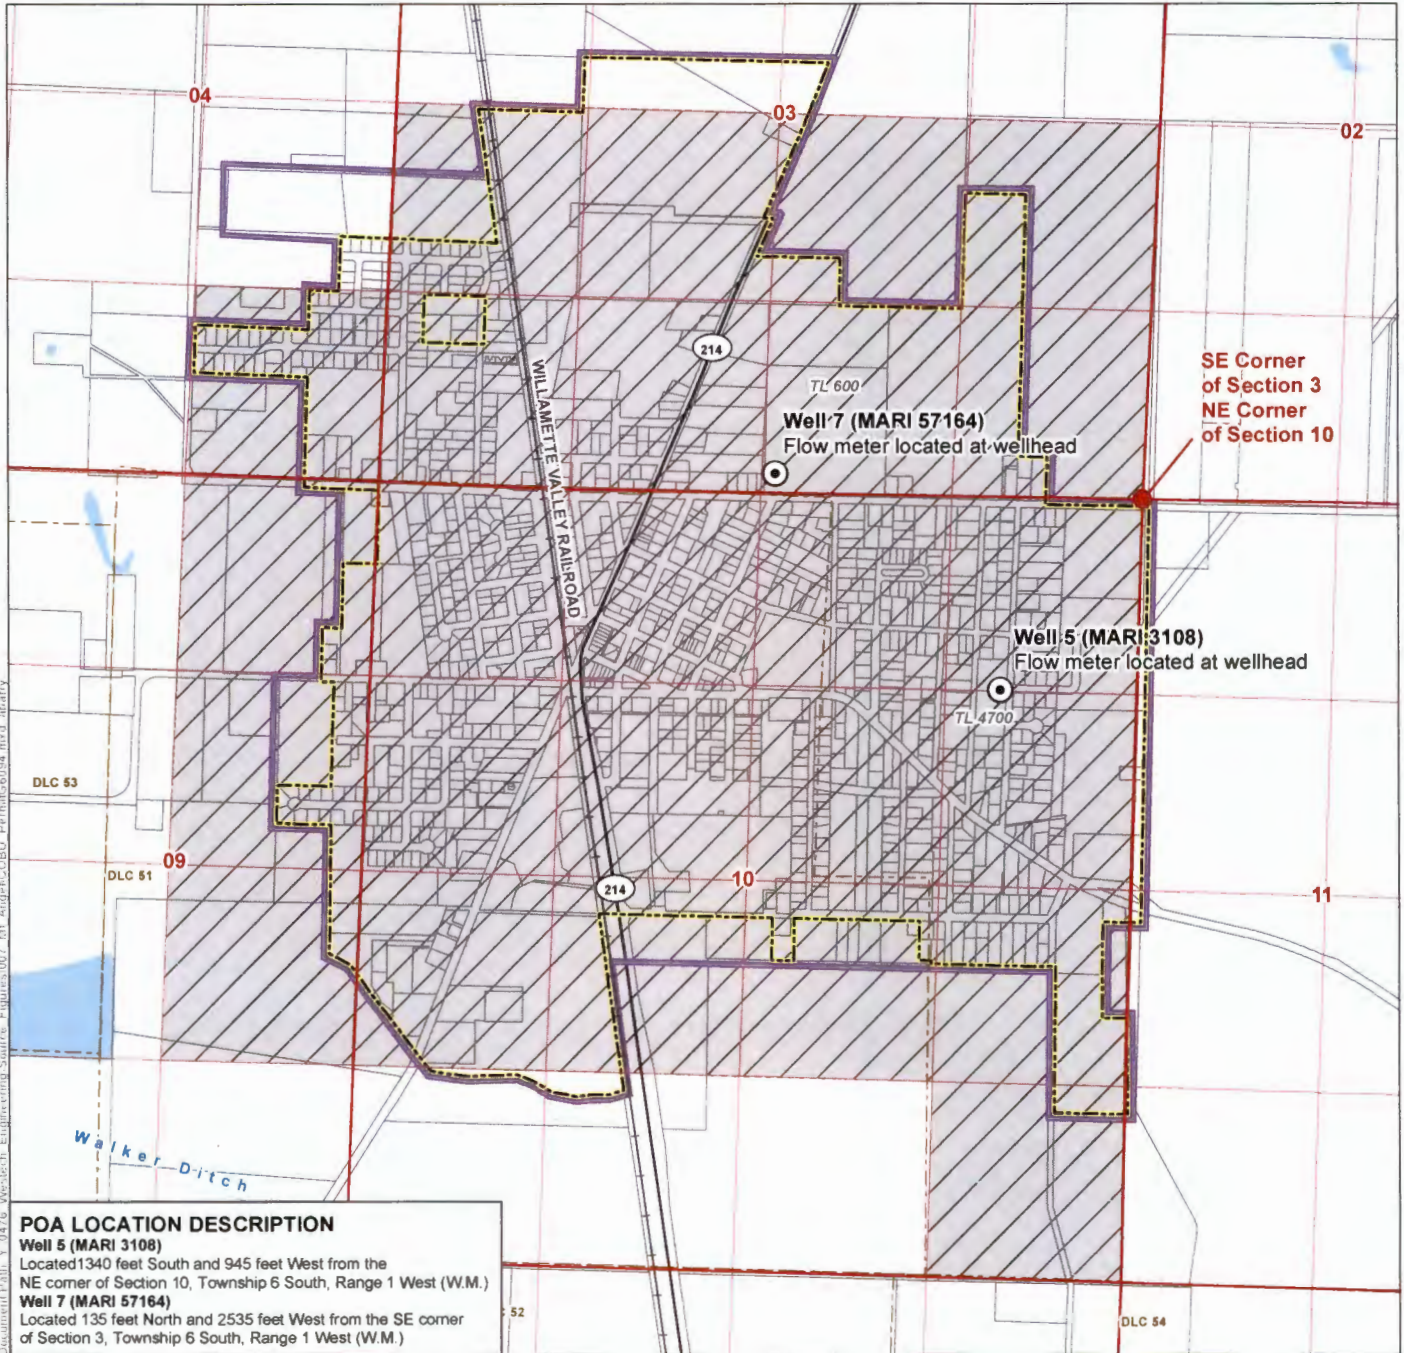 04
03
02
214
SE Corner
of Section 3
NE Corner
of Section 10
TL 600
Well 7 (MARI 57164)
Flow meter located at wellhead
WILLAMETTE VALLEY RAILROAD
Well 5 (MARI 3108)
Flow meter located at wellhead
TL 4700
DLC 53
09
DLC 51
214
10
11
Walker Ditch
POA LOCATION DESCRIPTION
Well 5 (MARI 3108)
Located1340 feet South and 945 feet West from the
NE corner of Section 10, Township 6 South, Range 1 West (W.M.)
Well 7 (MARI 57164)
Located 135 feet North and 2535 feet West from the SE corner
of Section 3, Township 6 South, Range 1 West (W.M.)
52
DLC 54